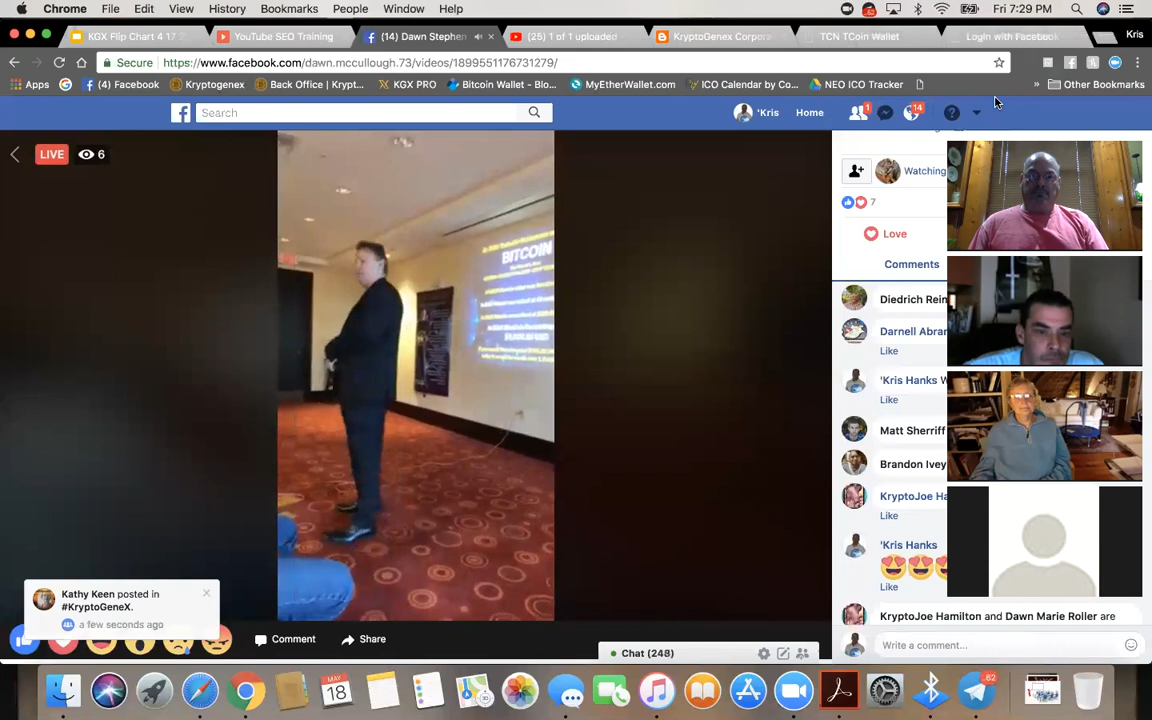 Chrome File Edit View History Bookmarks People Window Help Fri 7:29 PM
KGX Flip Chart 4 17 2 YouTube SEO Training (14) Dawn Stephen (25) 1 of 1 uploaded KryptoGenex Corpora TCN TCoin Wallet Login with Facebook Kris
Secure https://www.facebook.com/dawn.mccullough.73/videos/1899551176731279/
Apps (4) Facebook Kryptogenex Back Office | Krypt... KGX PRO Bitcoin Wallet - Blo... MyEtherWallet.com ICO Calendar by Co... NEO ICO Tracker » Other Bookmarks
Search 'Kris Home 1 14
LIVE 6
Watching
7
Love
Comments
BITCOIN
Diedrich Rein
Darnell Abra
Like
'Kris Hanks W
Like
Matt Sherriff
Brandon Ivey
KryptoJoe Ha
Like
'Kris Hanks
Like
KryptoJoe Hamilton and Dawn Marie Roller are
Kathy Keen posted in
#KryptoGeneX.
a few seconds ago
Comment Share
Chat (248)
Write a comment...
MAY
18
62